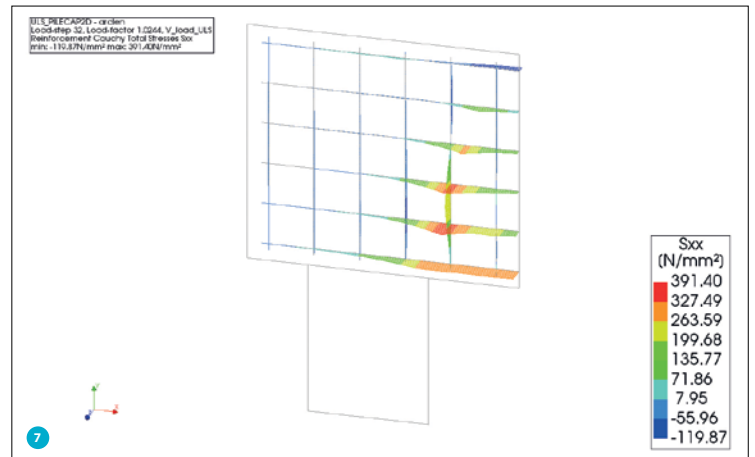 ULS_PILECAP2D - ardien
Load-step 32, Load-factor 1.0244, V_load_ULS
Reinforcement Cauchy Total Stresses Sxx
min: -119.87N/mm² max: 391.40N/mm²
Sxx
(N/mm²)
391.40
327.49
263.59
199.68
135.77
71.86
7.95
-55.96
-119.87
Y
X
7